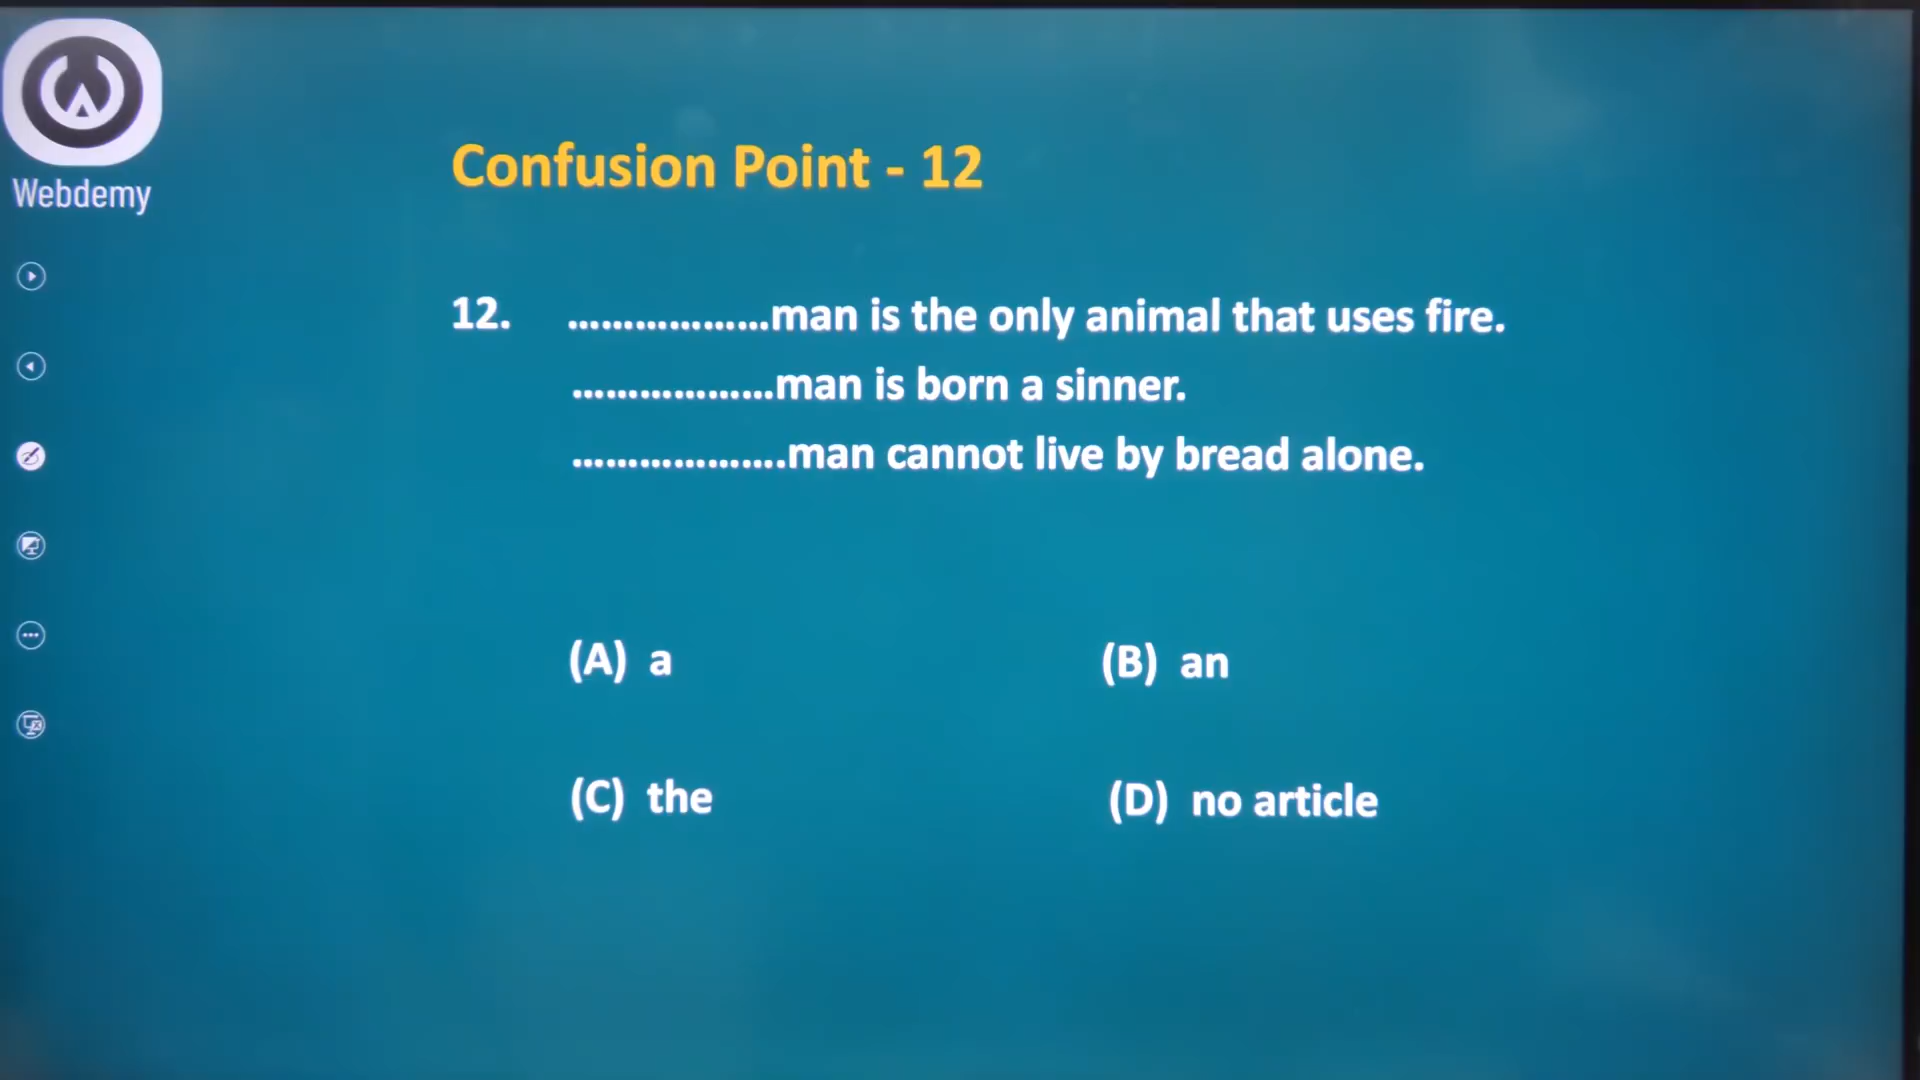 Webdemy
Confusion Point - 12
12. ..................man is the only animal that uses fire.
..................man is born a sinner.
...................man cannot live by bread alone.
(A) a
(B) an
(C) the
(D) no article